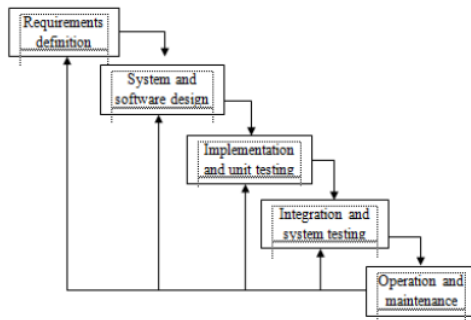 Requirements
definition
System and
software design
Implementation
and unit testing
Integration and
system testing
Operation and
maintenance